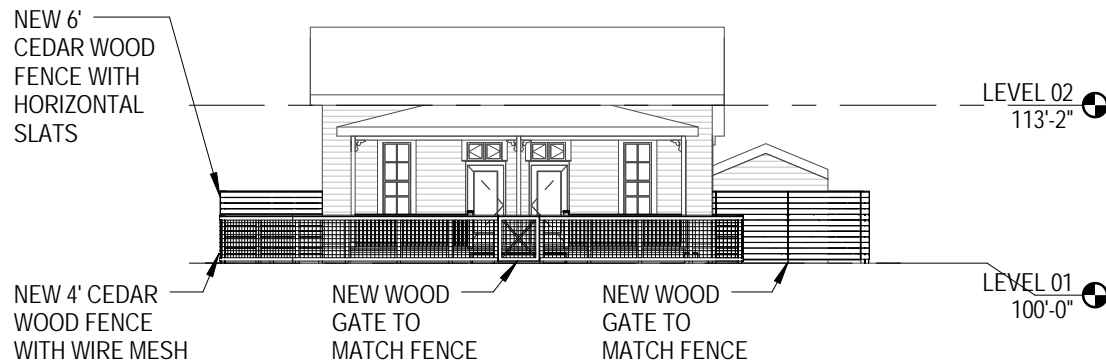 NEW 6'
CEDAR WOOD
FENCE WITH
HORIZONTAL
SLATS
LEVEL 02
113'-2"
LEVEL 01
100'-0"
NEW 4' CEDAR
WOOD FENCE
WITH WIRE MESH
NEW WOOD
GATE TO
MATCH FENCE
NEW WOOD
GATE TO
MATCH FENCE